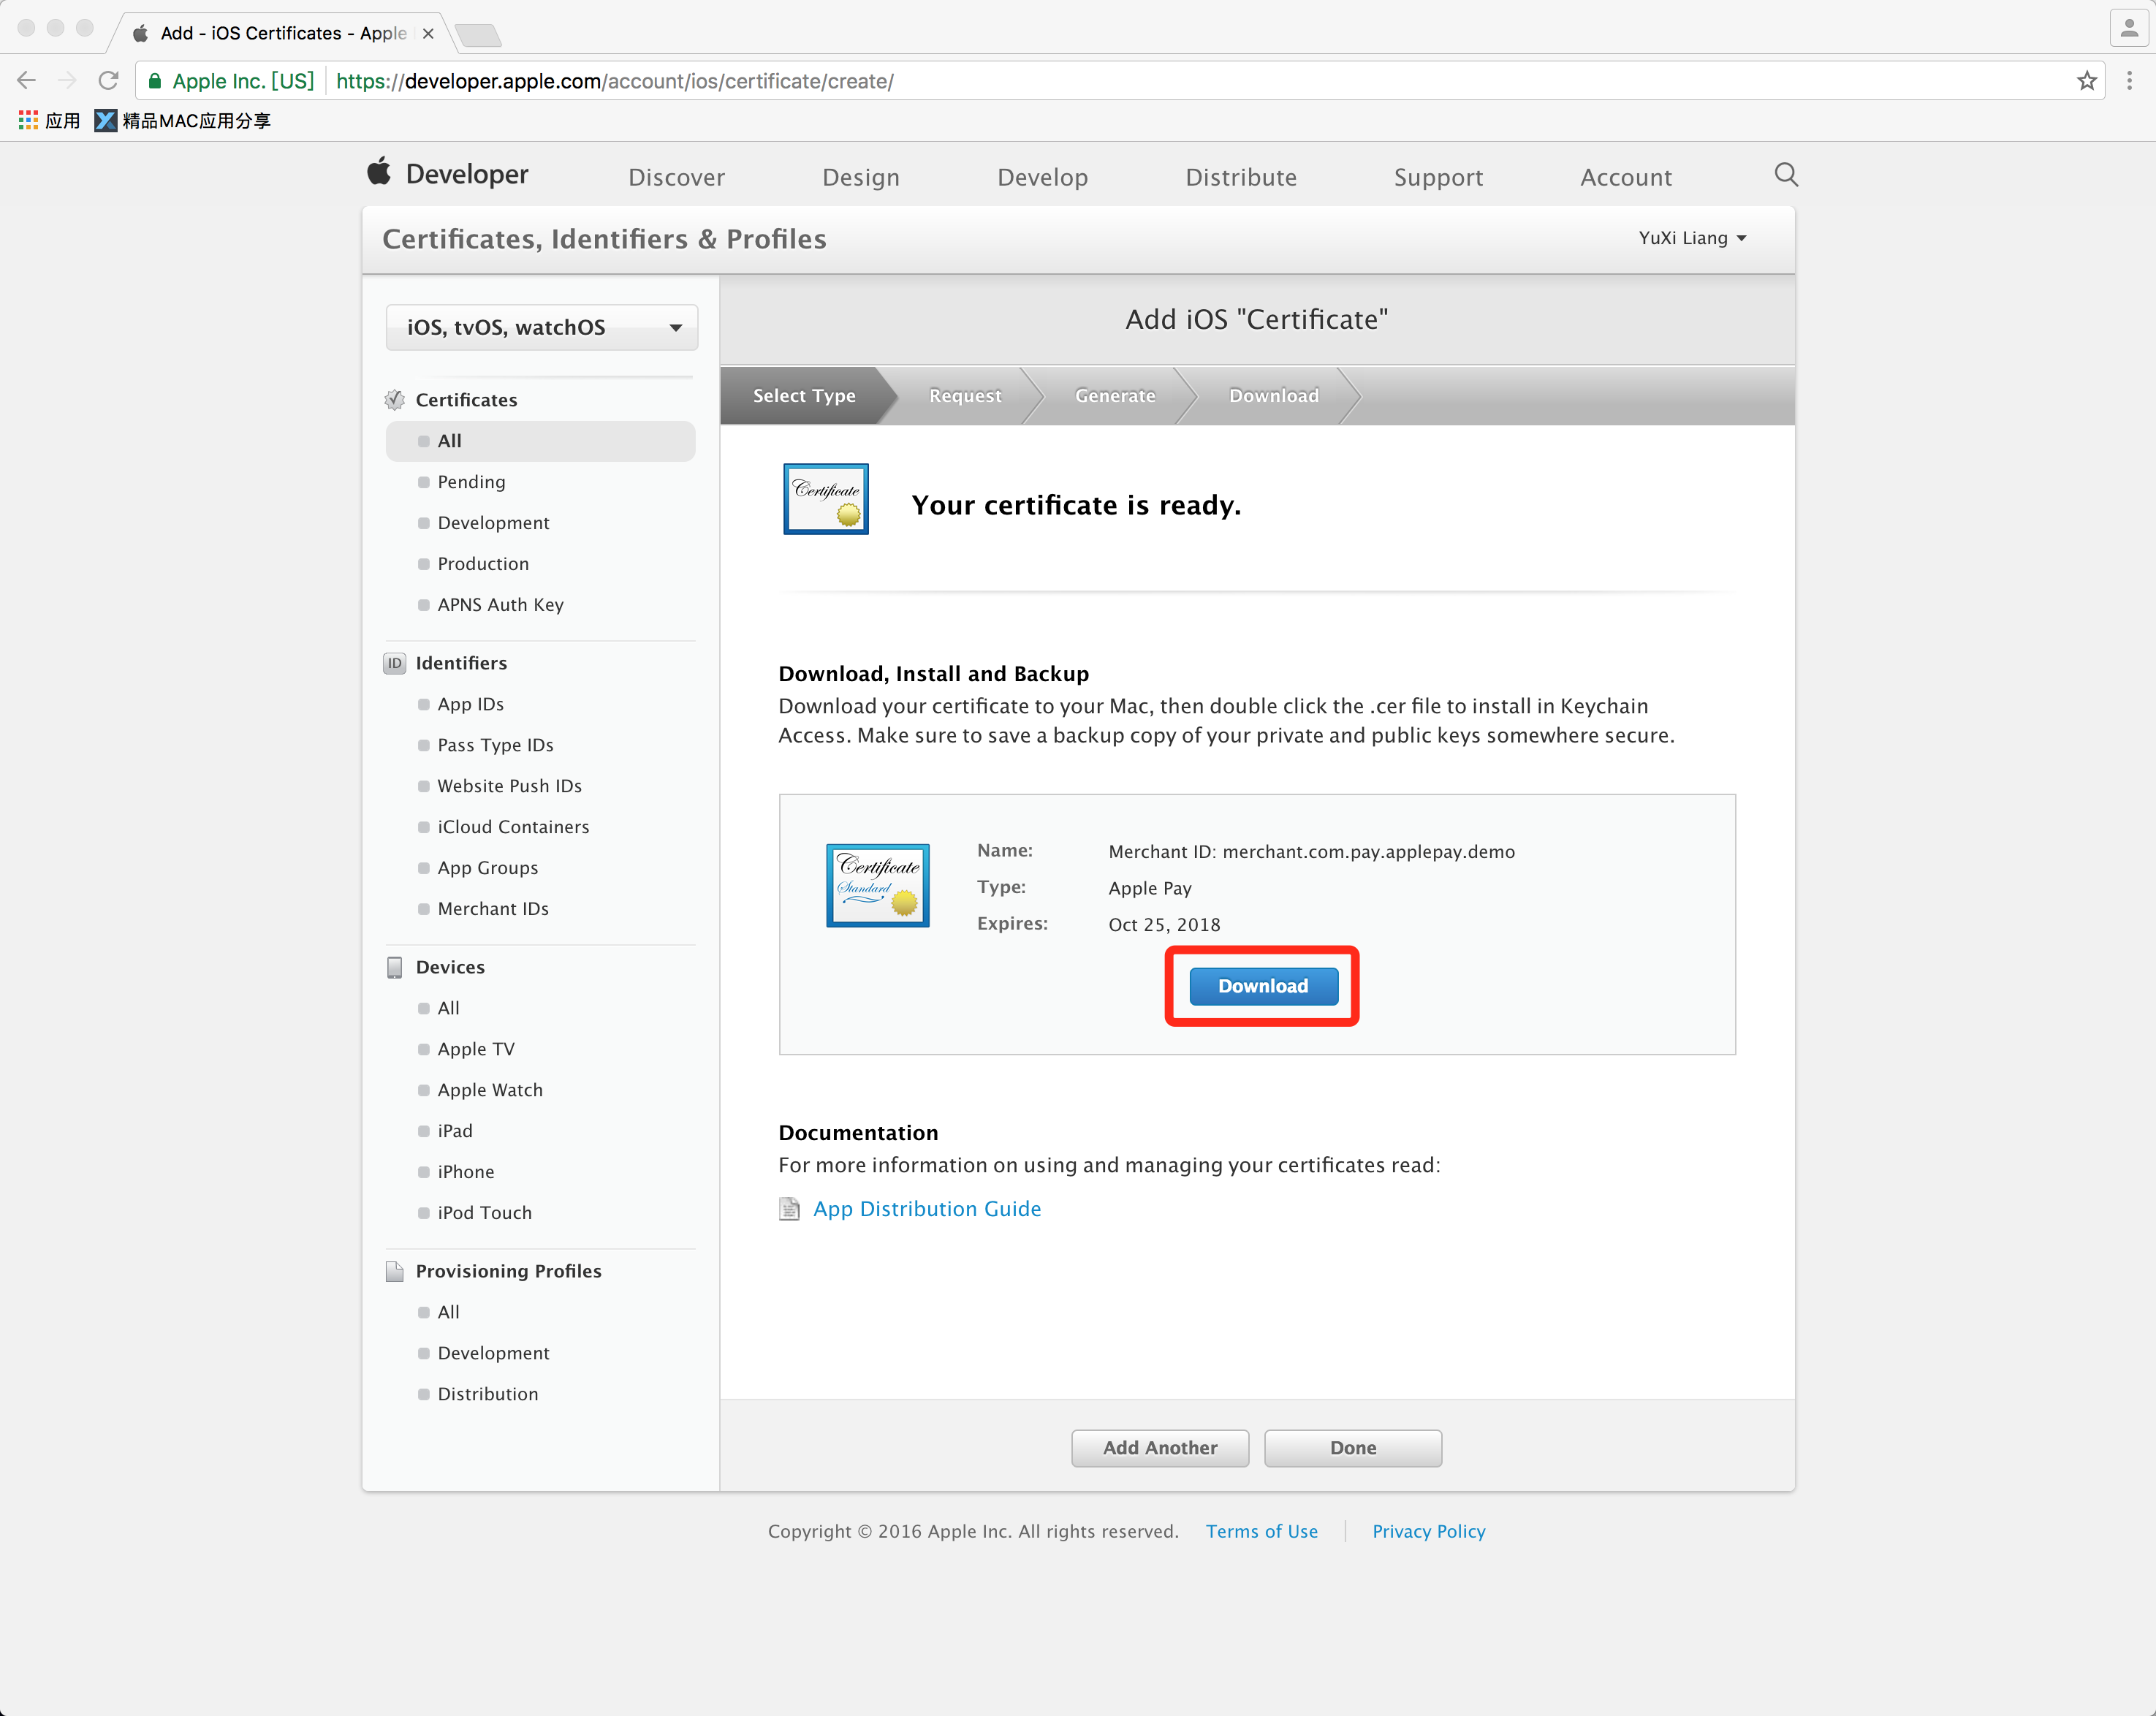 Add - iOS Certificates - Apple
Apple Inc. [US] https://developer.apple.com/account/ios/certificate/create/
应用 精品MAC应用分享
Developer Discover Design Develop Distribute Support Account
Certificates, Identifiers & Profiles YuXi Liang
iOS, tvOS, watchOS
Certificates
All
Pending
Development
Production
APNS Auth Key
ID Identifiers
App IDs
Pass Type IDs
Website Push IDs
iCloud Containers
App Groups
Merchant IDs
Devices
All
Apple TV
Apple Watch
iPad
iPhone
iPod Touch
Provisioning Profiles
All
Development
Distribution
Add iOS "Certificate"
Select Type Request Generate Download
Certificate
Your certificate is ready.
Download, Install and Backup
Download your certificate to your Mac, then double click the .cer file to install in Keychain
Access. Make sure to save a backup copy of your private and public keys somewhere secure.
Certificate
Standard
Name: Merchant ID: merchant.com.pay.applepay.demo
Type: Apple Pay
Expires: Oct 25, 2018
Download
Documentation
For more information on using and managing your certificates read:
App Distribution Guide
Add Another Done
Copyright © 2016 Apple Inc. All rights reserved. Terms of Use Privacy Policy